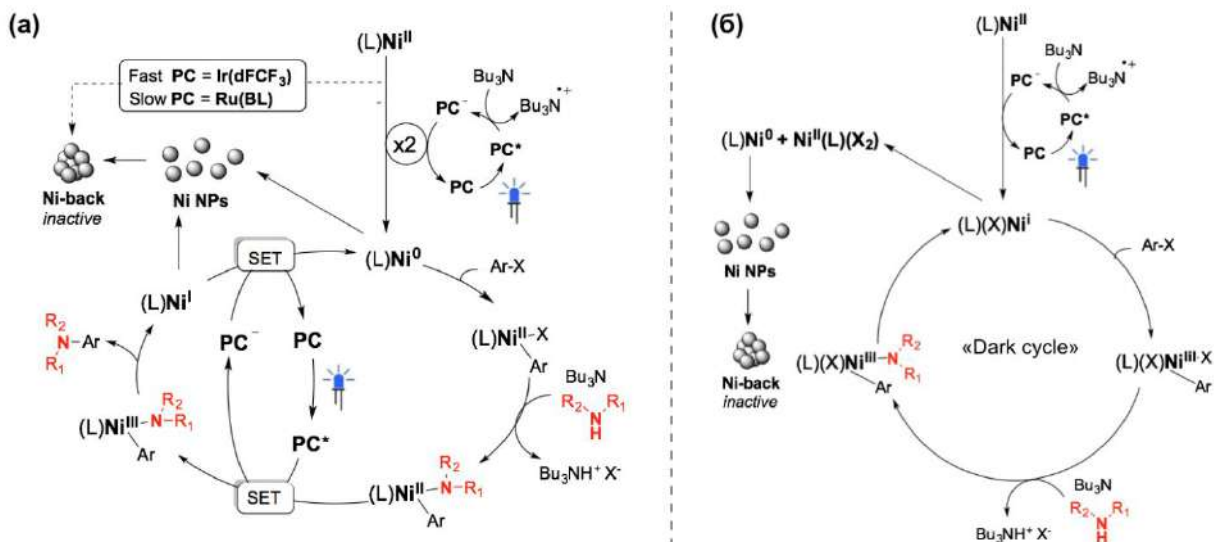 (a)
(L)Ni^II
Fast PC = Ir(dFCF₃)
Slow PC = Ru(BL)
Bu₃N
PC⁻
Bu₃N^•+
x2
PC*
PC
Ni-back
inactive
Ni NPs
SET
(L)Ni⁰
Ar-X
(L)Ni^I
R₂
N-Ar
R₁
PC⁻
PC
(L)Ni^II-X
Ar
Bu₃N
R₂ N R₁
H
R₂
(L)Ni^III-N-R₁
Ar
PC*
Bu₃NH⁺ X⁻
SET
R₂
(L)Ni^II-N-R₁
Ar
(б)
(L)Ni^II
Bu₃N
PC⁻
Bu₃N^•+
PC*
PC
(L)Ni⁰ + Ni^II(L)(X₂)
(L)(X)Ni^i
Ni NPs
Ar-X
Ni-back
inactive
R₂
(L)(X)Ni^III-N
R₁
Ar
«Dark cycle»
(L)(X)Ni^III-X
Ar
Bu₃N
R₂ N R₁
H
Bu₃NH⁺ X⁻